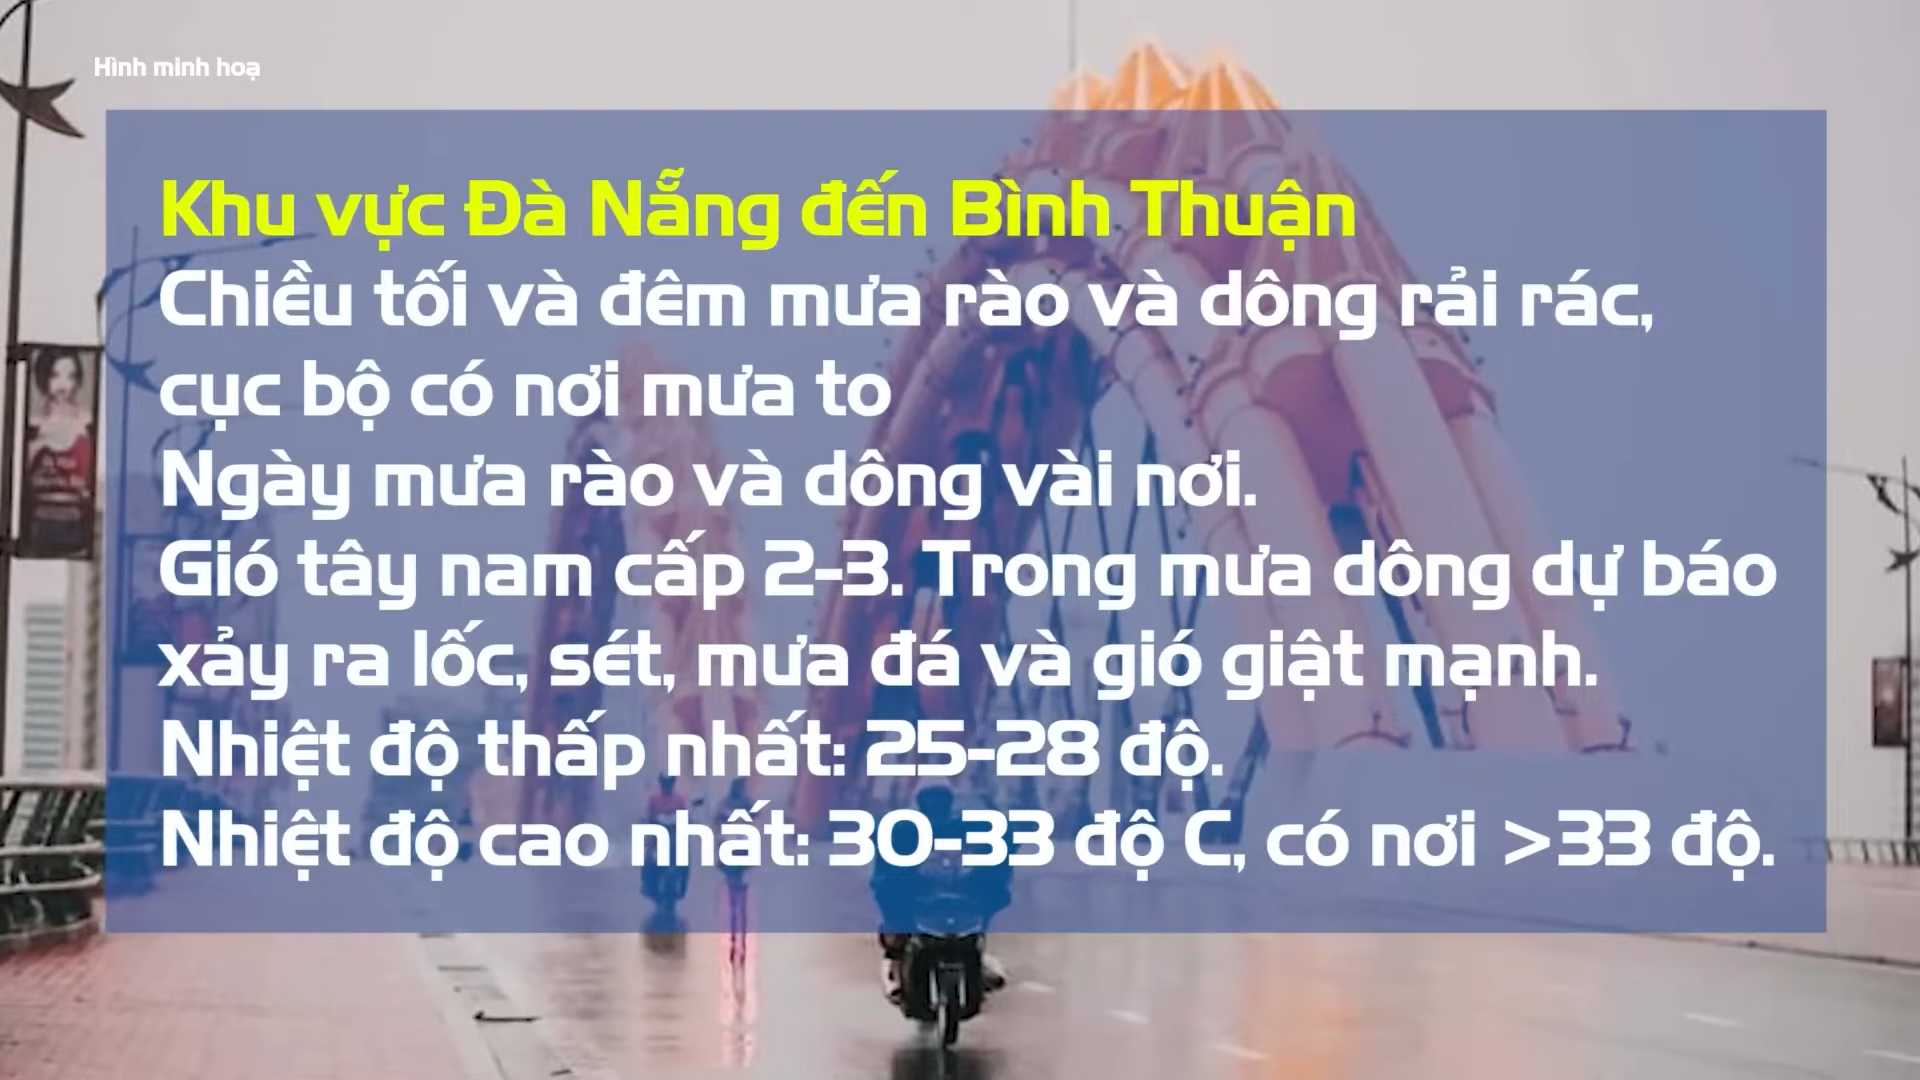 Hình minh hoạ
Khu vực Đà Nẵng đến Bình Thuận
Chiều tối và đêm mưa rào và dông rải rác,
cục bộ có nơi mưa to
Ngày mưa rào và dông vài nơi.
Gió tây nam cấp 2-3. Trong mưa dông dự báo
xảy ra lốc, sét, mưa đá và gió giật mạnh.
Nhiệt độ thấp nhất: 25-28 độ.
Nhiệt độ cao nhất: 30-33 độ C, có nơi >33 độ.